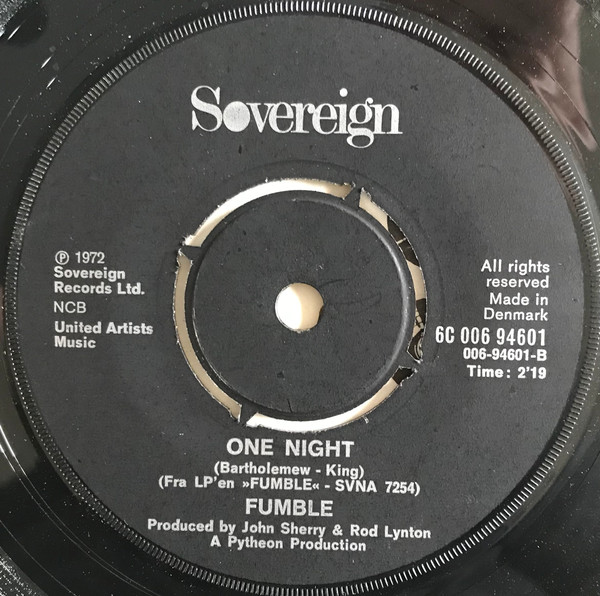 Sovereign
℗ 1972
Sovereign
Records Ltd.
NCB
United Artists
Music
All rights
reserved
Made in
Denmark
6C 006 94601
006-94601-B
Time: 2'19
ONE NIGHT
(Bartholemew - King)
(Fra LP'en »FUMBLE« - SVNA 7254)
FUMBLE
Produced by John Sherry & Rod Lynton
A Pytheon Production